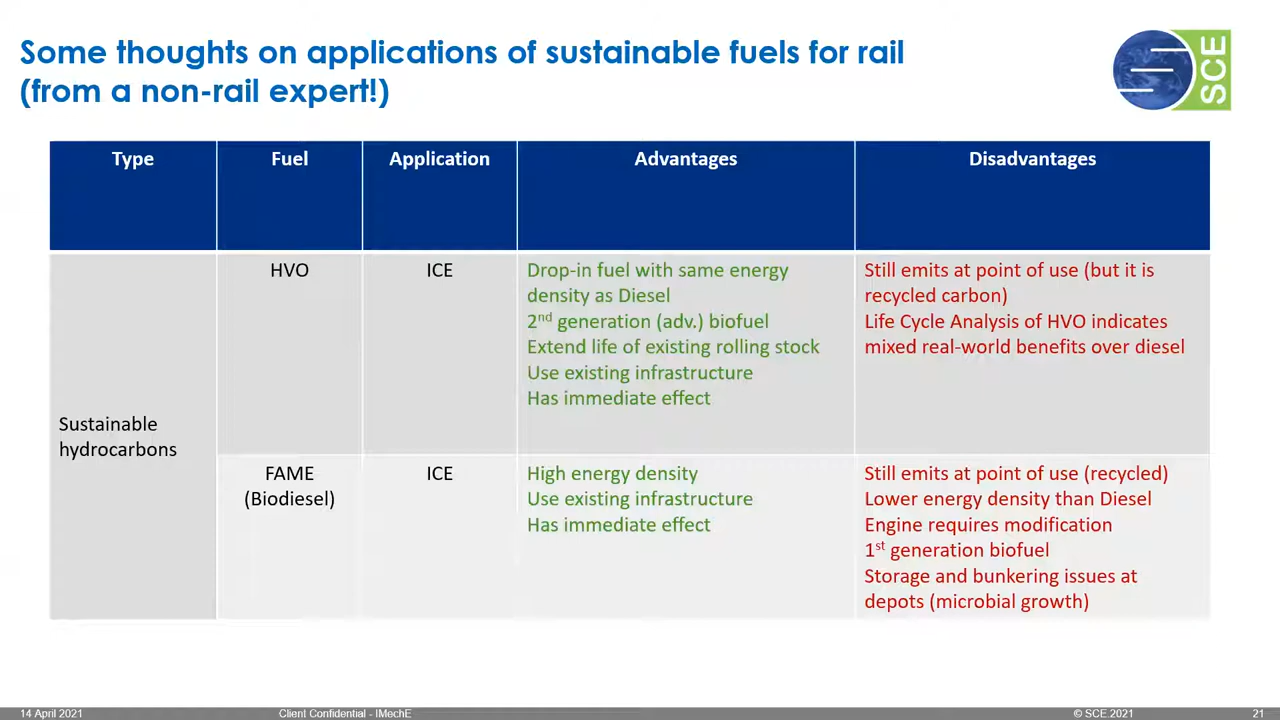 Some thoughts on applications of sustainable fuels for rail
(from a non-rail expert!)
SCE
Type
Fuel
Application
Advantages
Disadvantages
Sustainable
hydrocarbons
HVO
ICE
Drop-in fuel with same energy
density as Diesel
2nd generation (adv.) biofuel
Extend life of existing rolling stock
Use existing infrastructure
Has immediate effect
Still emits at point of use (but it is
recycled carbon)
Life Cycle Analysis of HVO indicates
mixed real-world benefits over diesel
FAME
(Biodiesel)
ICE
High energy density
Use existing infrastructure
Has immediate effect
Still emits at point of use (recycled)
Lower energy density than Diesel
Engine requires modification
1st generation biofuel
Storage and bunkering issues at
depots (microbial growth)
14 April 2021
Client Confidential - IMechE
© SCE 2021
21